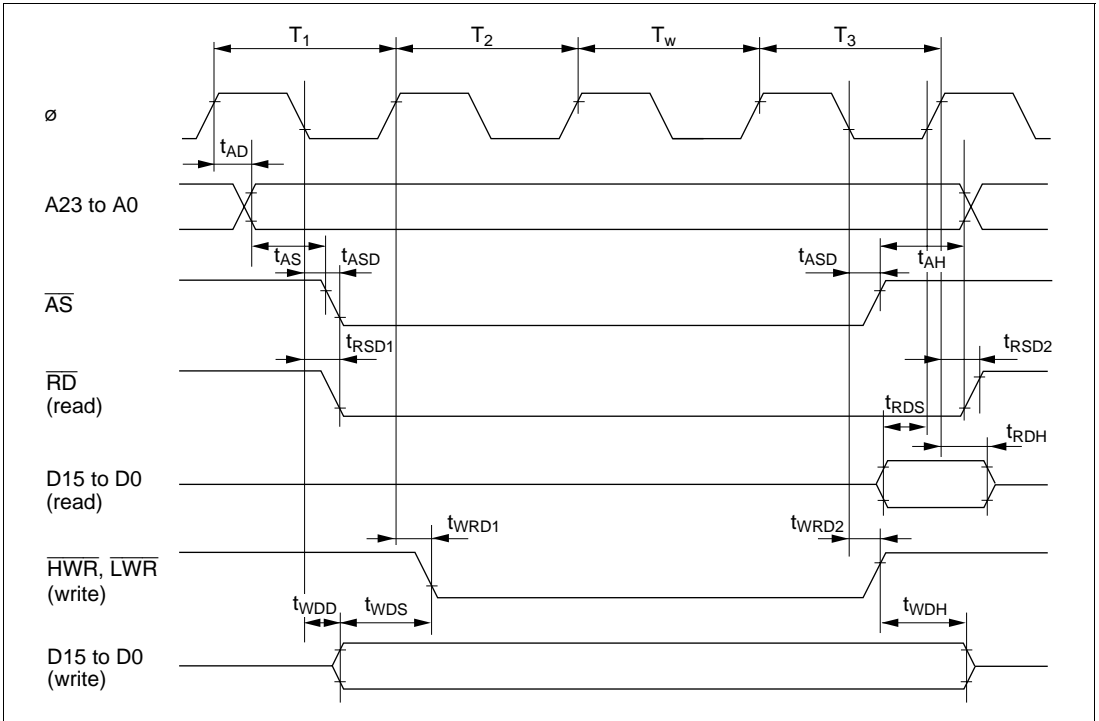 T1 T2 Tw T3
ø
tAD
A23 to A0
tAS tASD tASD tAH
AS
tRSD1 tRSD2
RD
(read)
tRDS
tRDH
D15 to D0
(read)
tWRD1 tWRD2
HWR, LWR
(write)
tWDD tWDS tWDH
D15 to D0
(write)